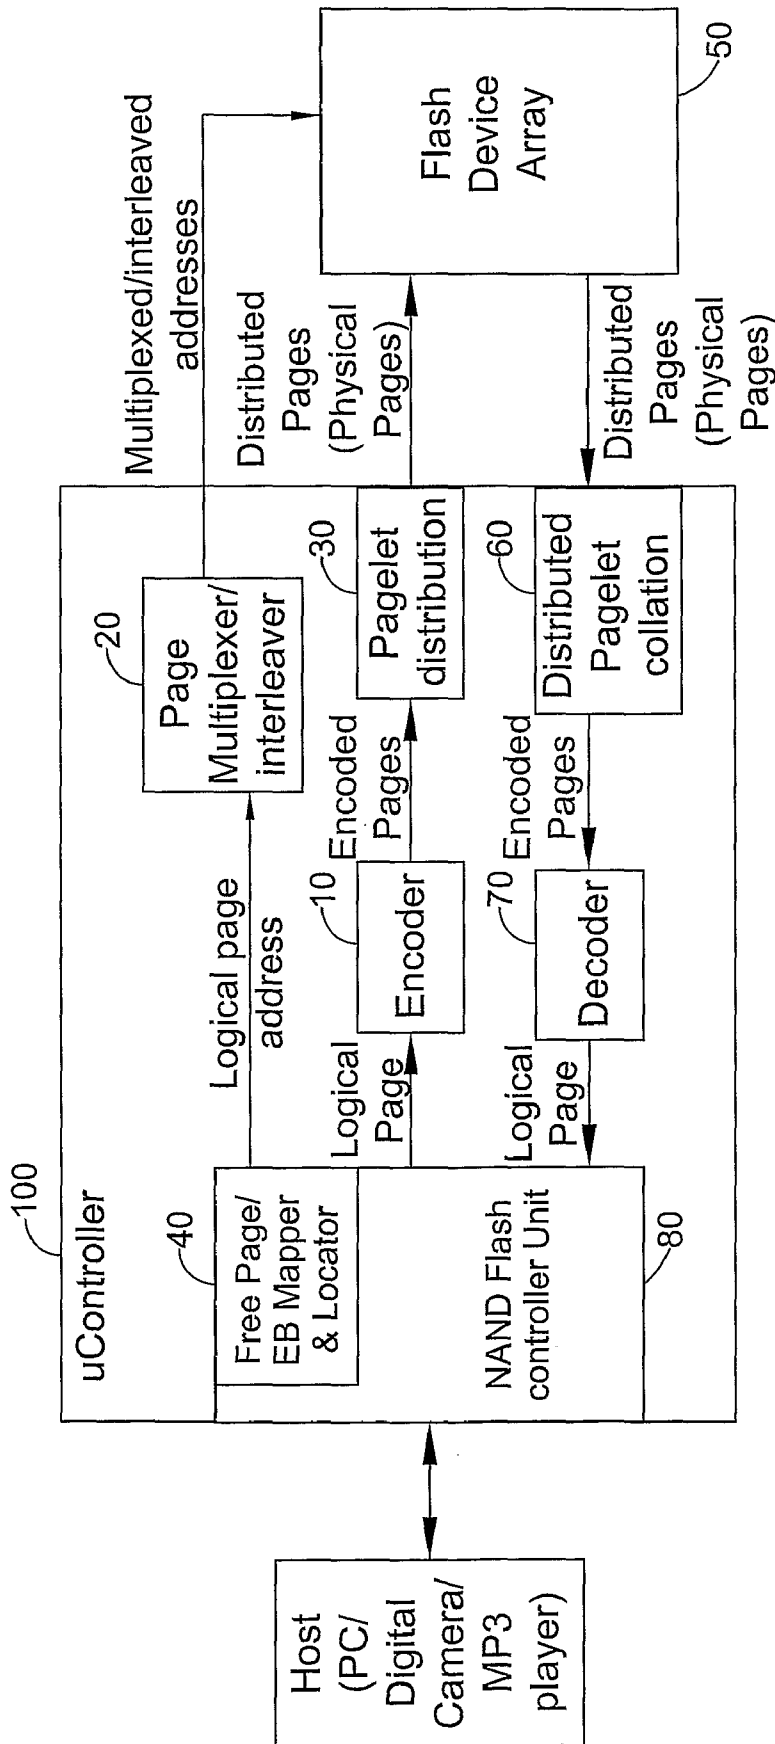 100
uController
Host
(PC/
Digital
Camera/
MP3
player)
40
Free Page/
EB Mapper
& Locator
NAND Flash
controller Unit
80
Logical page
address
Logical
Page
Logical
Page
10
Encoder
70
Decoder
Encoded
Pages
Encoded
Pages
20
Page
Multiplexer/
interleaver
30
Pagelet
distribution
60
Distributed
Pagelet
collation
Multiplexed/interleaved
addresses
Distributed
Pages
(Physical
Pages)
Distributed
Pages
(Physical
Pages)
Flash
Device
Array
50